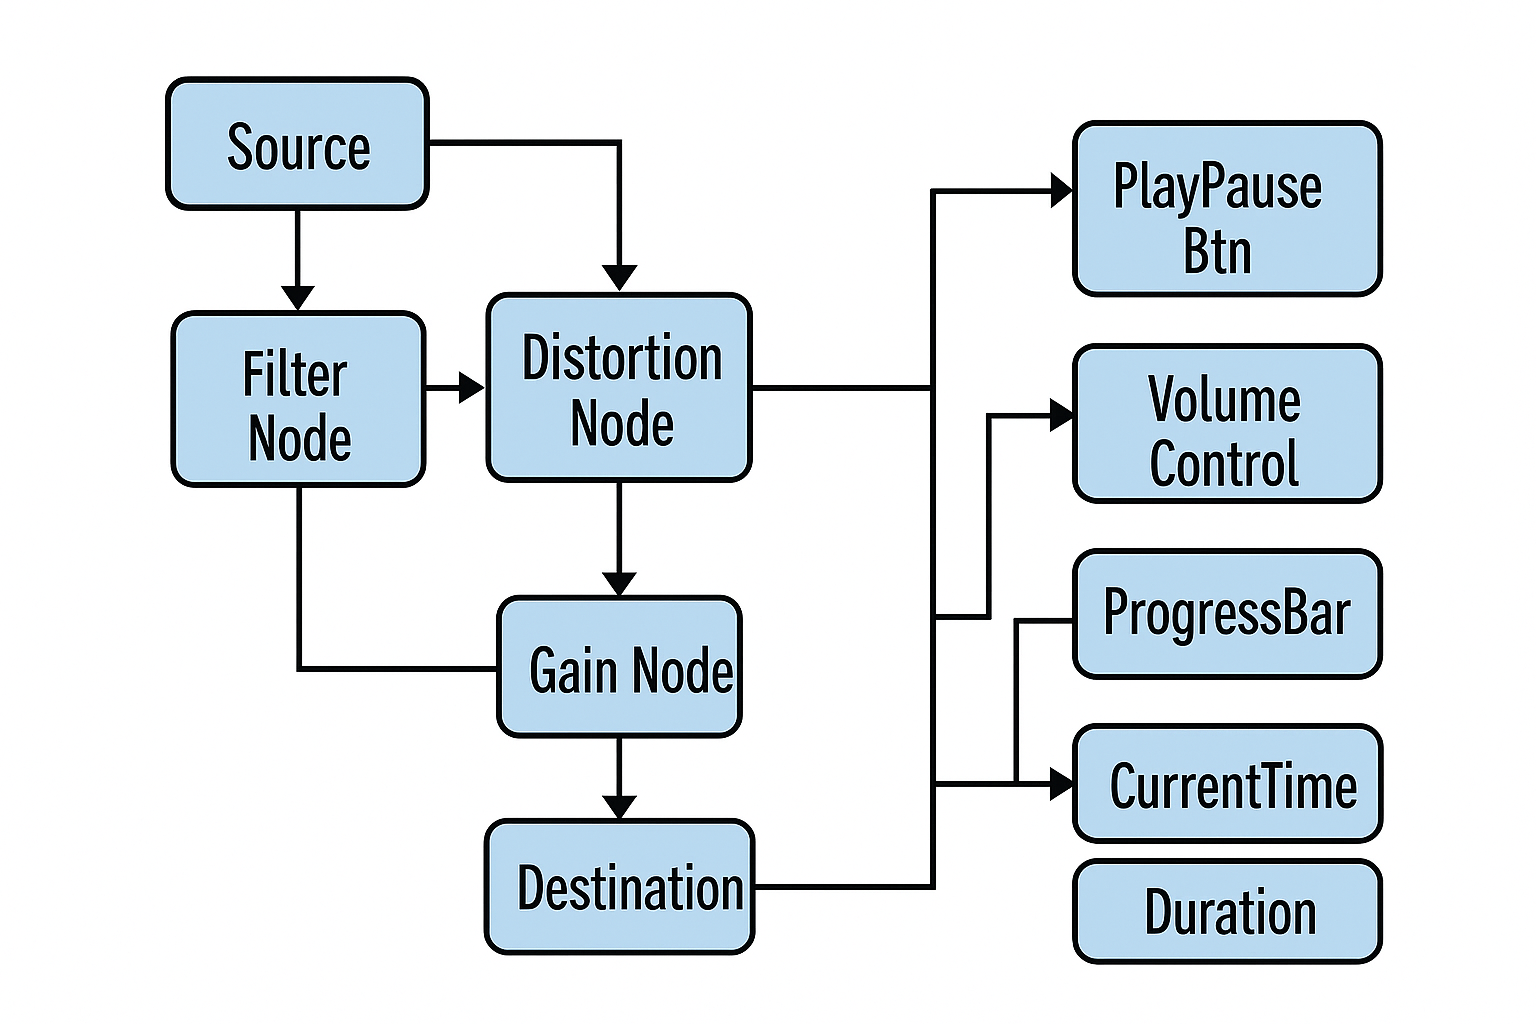 Source
Filter
Node
Distortion
Node
Gain Node
Destination
PlayPause
Btn
Volume
Control
ProgressBar
CurrentTime
Duration